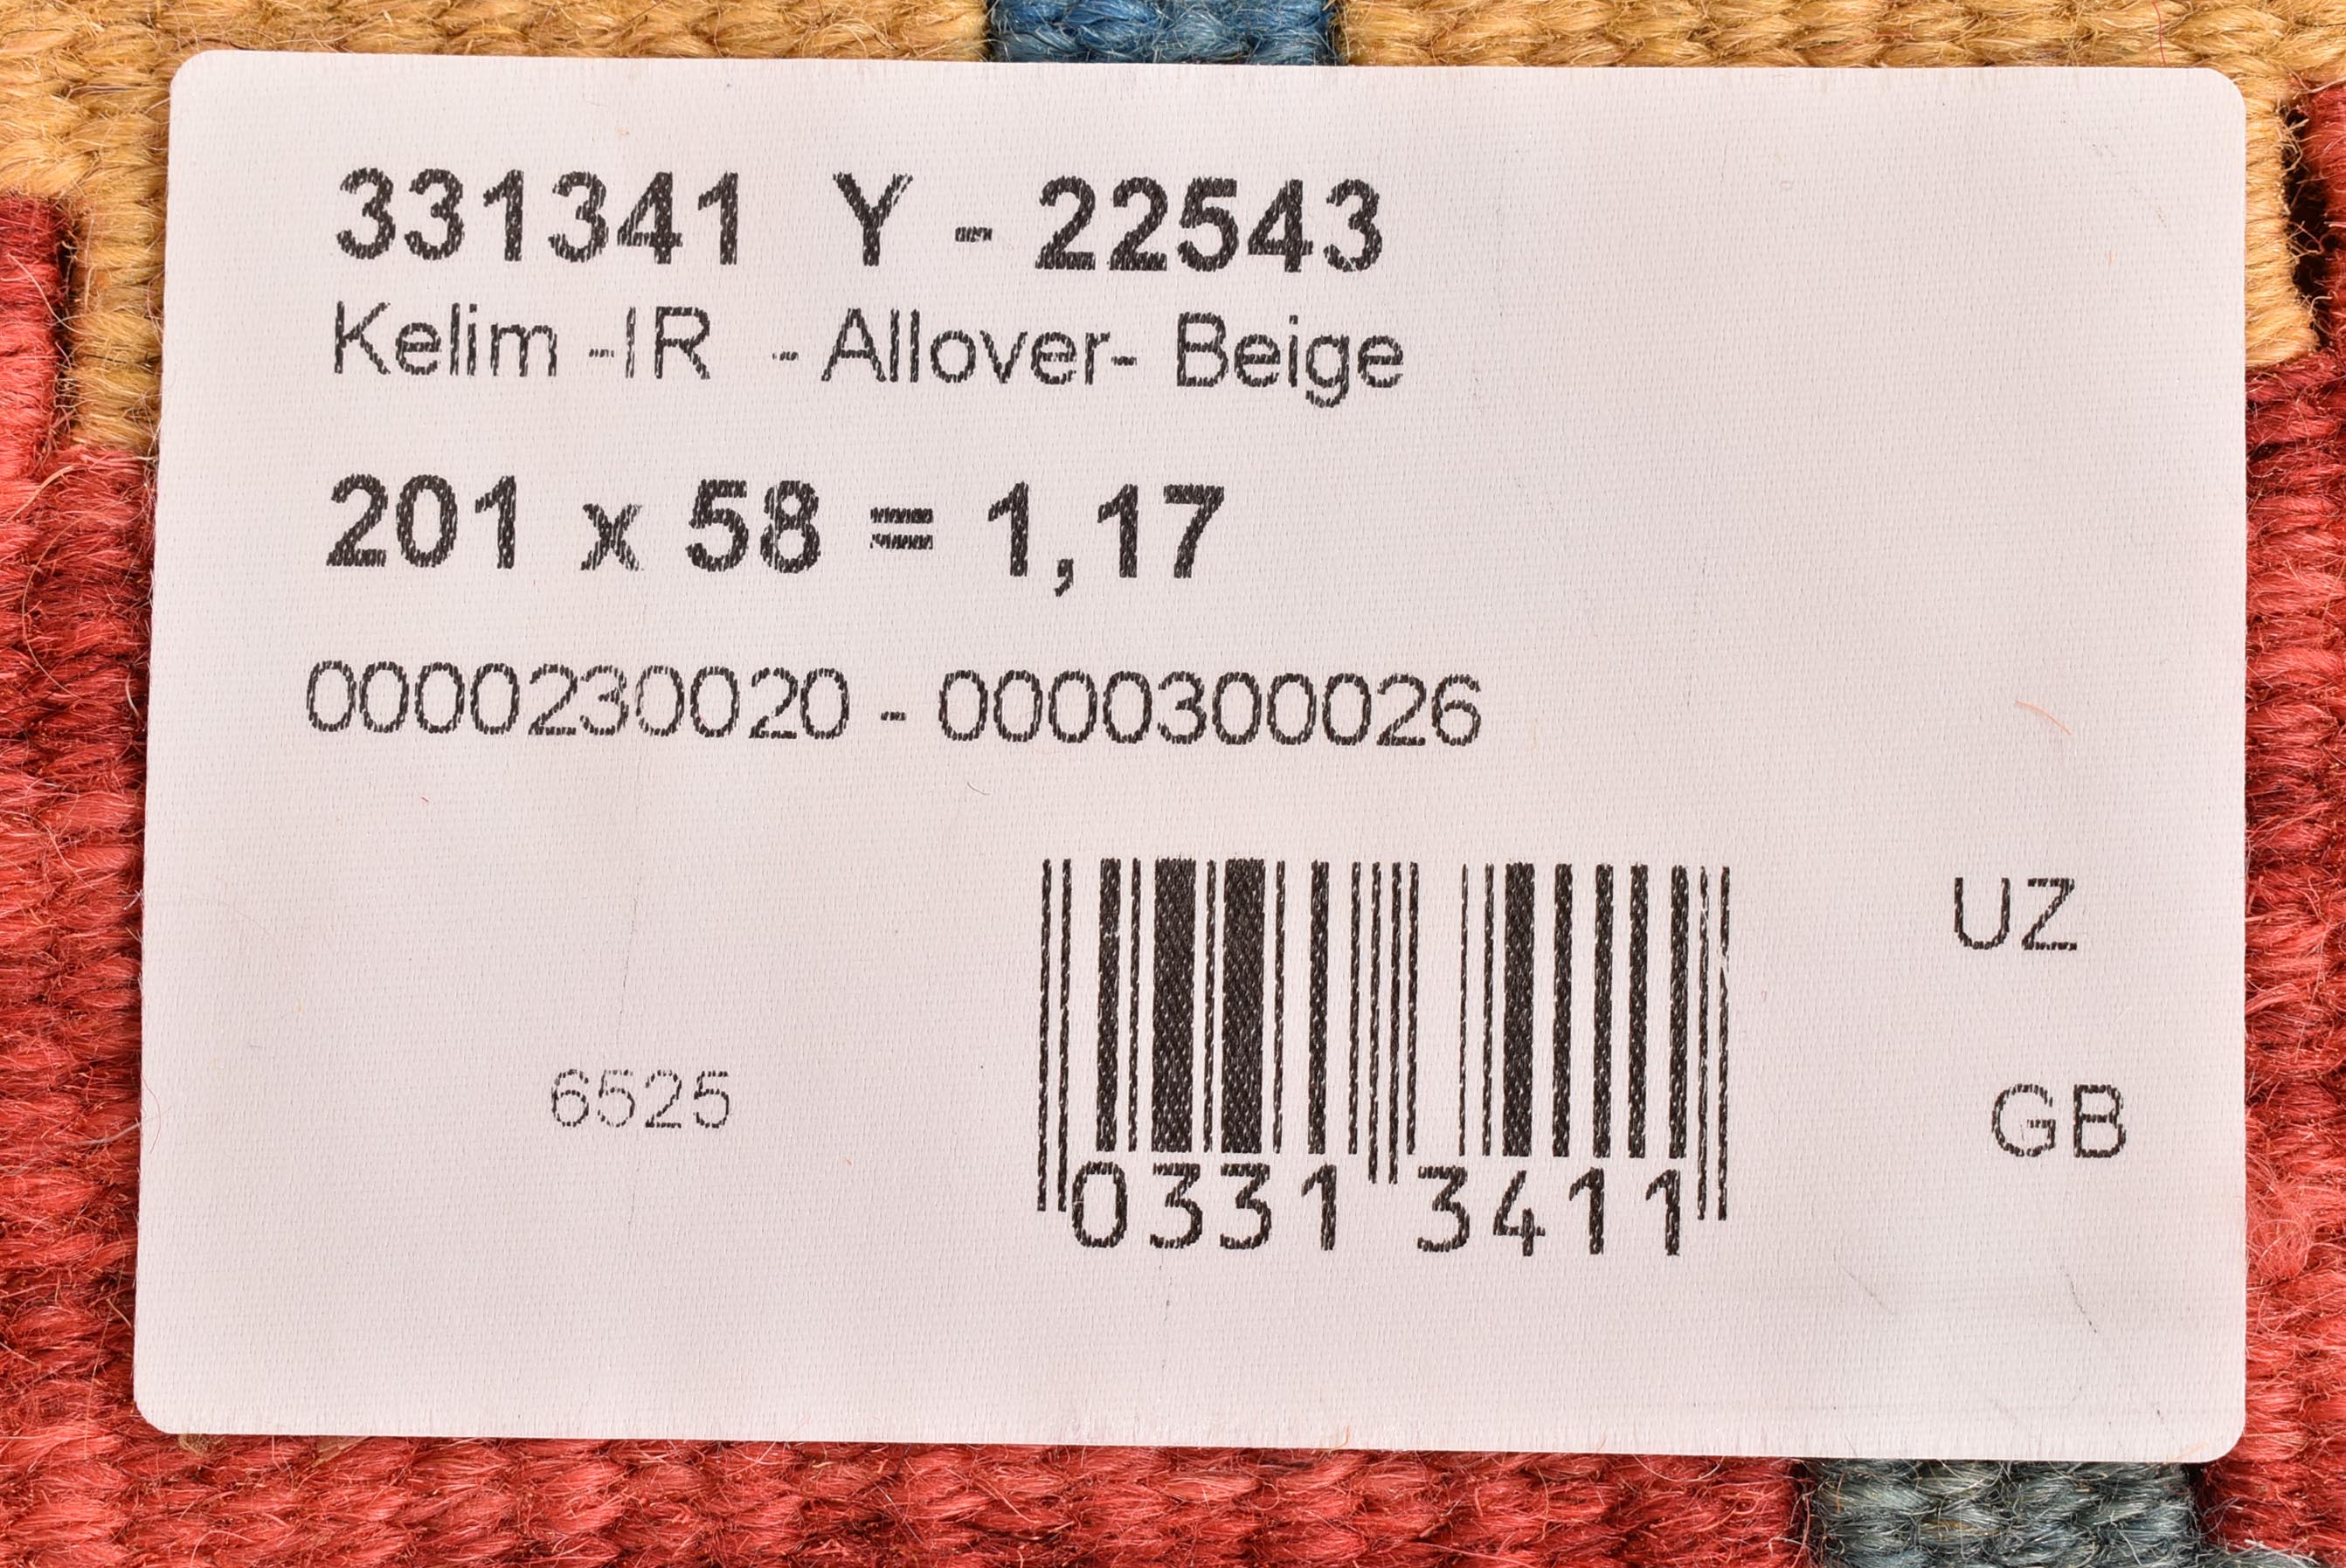 331341 Y - 22543
Kelim -IR - Allover- Beige
201 x 58 = 1,17
0000230020 - 0000300026
UZ
6525
GB
0331 3411